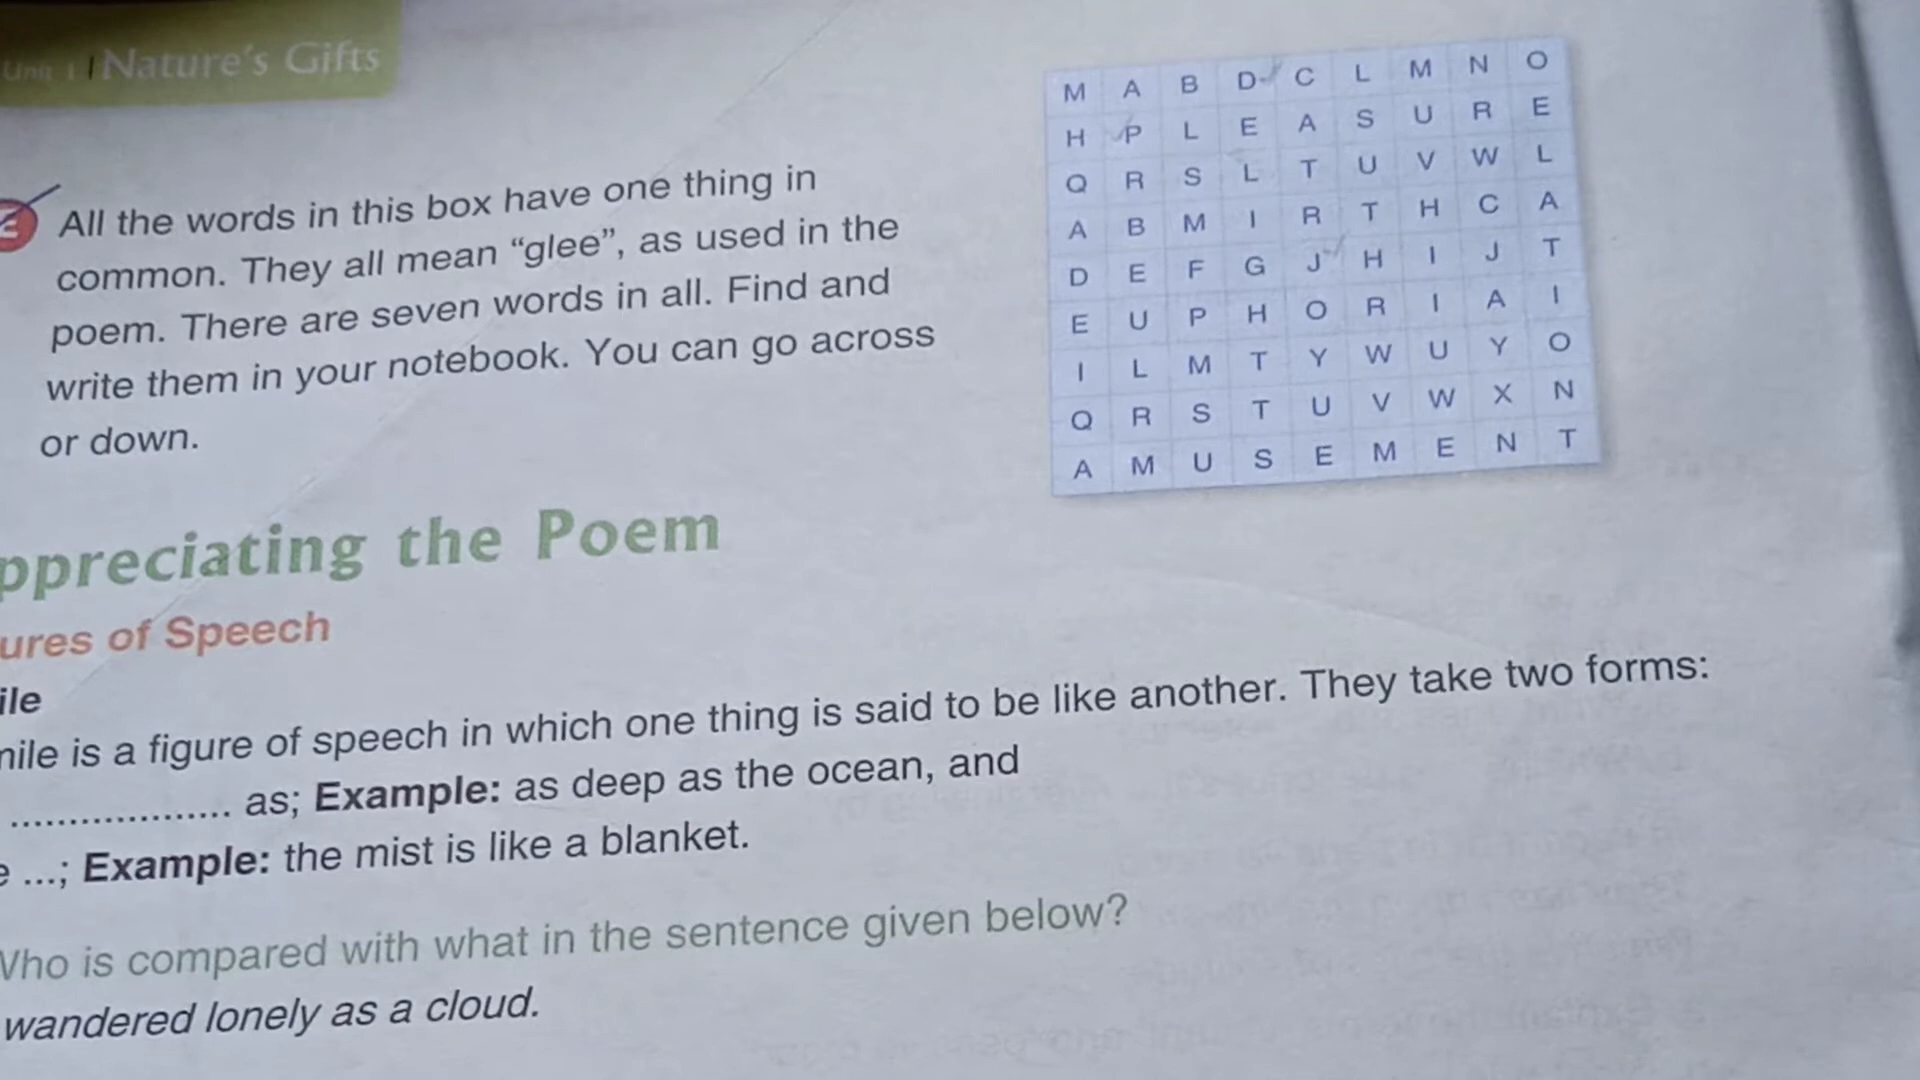 Unit 1 | Nature's Gifts
All the words in this box have one thing in
common. They all mean “glee”, as used in the
poem. There are seven words in all. Find and
write them in your notebook. You can go across
or down.
M A B D C L M N O
H P L E A S U R E
Q R S L T U V W L
A B M I R T H C A
D E F G J H I J T
E U P H O R I A I
I L M T Y W U Y O
Q R S T U V W X N
A M U S E M E N T
ppreciating the Poem
ures of Speech
ile
mile is a figure of speech in which one thing is said to be like another. They take two forms:
................... as; Example: as deep as the ocean, and
e ...; Example: the mist is like a blanket.
Who is compared with what in the sentence given below?
wandered lonely as a cloud.